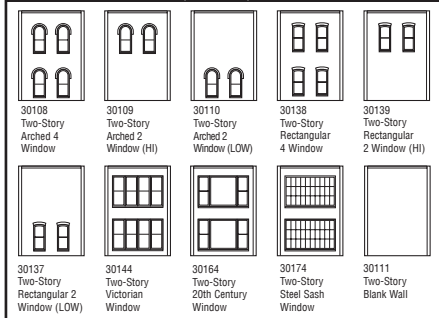 30108
Two-Story
Arched 4
Window
30109
Two-Story
Arched 2
Window (HI)
30110
Two-Story
Arched 2
Window (LOW)
30138
Two-Story
Rectangular
4 Window
30139
Two-Story
Rectangular
2 Window (HI)
30137
Two-Story
Rectangular 2
Window (LOW)
30144
Two-Story
Victorian
Window
30164
Two-Story
20th Century
Window
30174
Two-Story
Steel Sash
Window
30111
Two-Story
Blank Wall